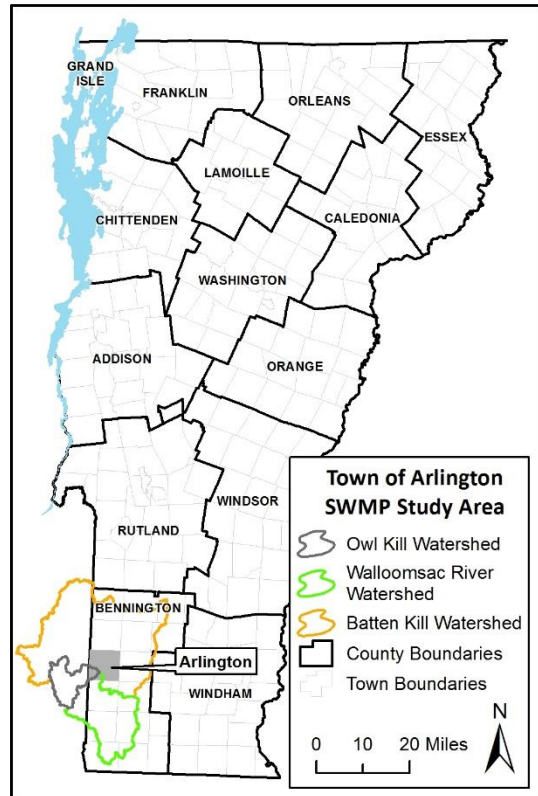 GRAND
ISLE
FRANKLIN
ORLEANS
ESSEX
LAMOILLE
CHITTENDEN
CALEDONIA
WASHINGTON
ADDISON
ORANGE
WINDSOR
RUTLAND
BENNINGTON
Arlington
WINDHAM
Town of Arlington
SWMP Study Area
Owl Kill Watershed
Walloomsac River
Watershed
Batten Kill Watershed
County Boundaries
Town Boundaries
N
0 10 20 Miles